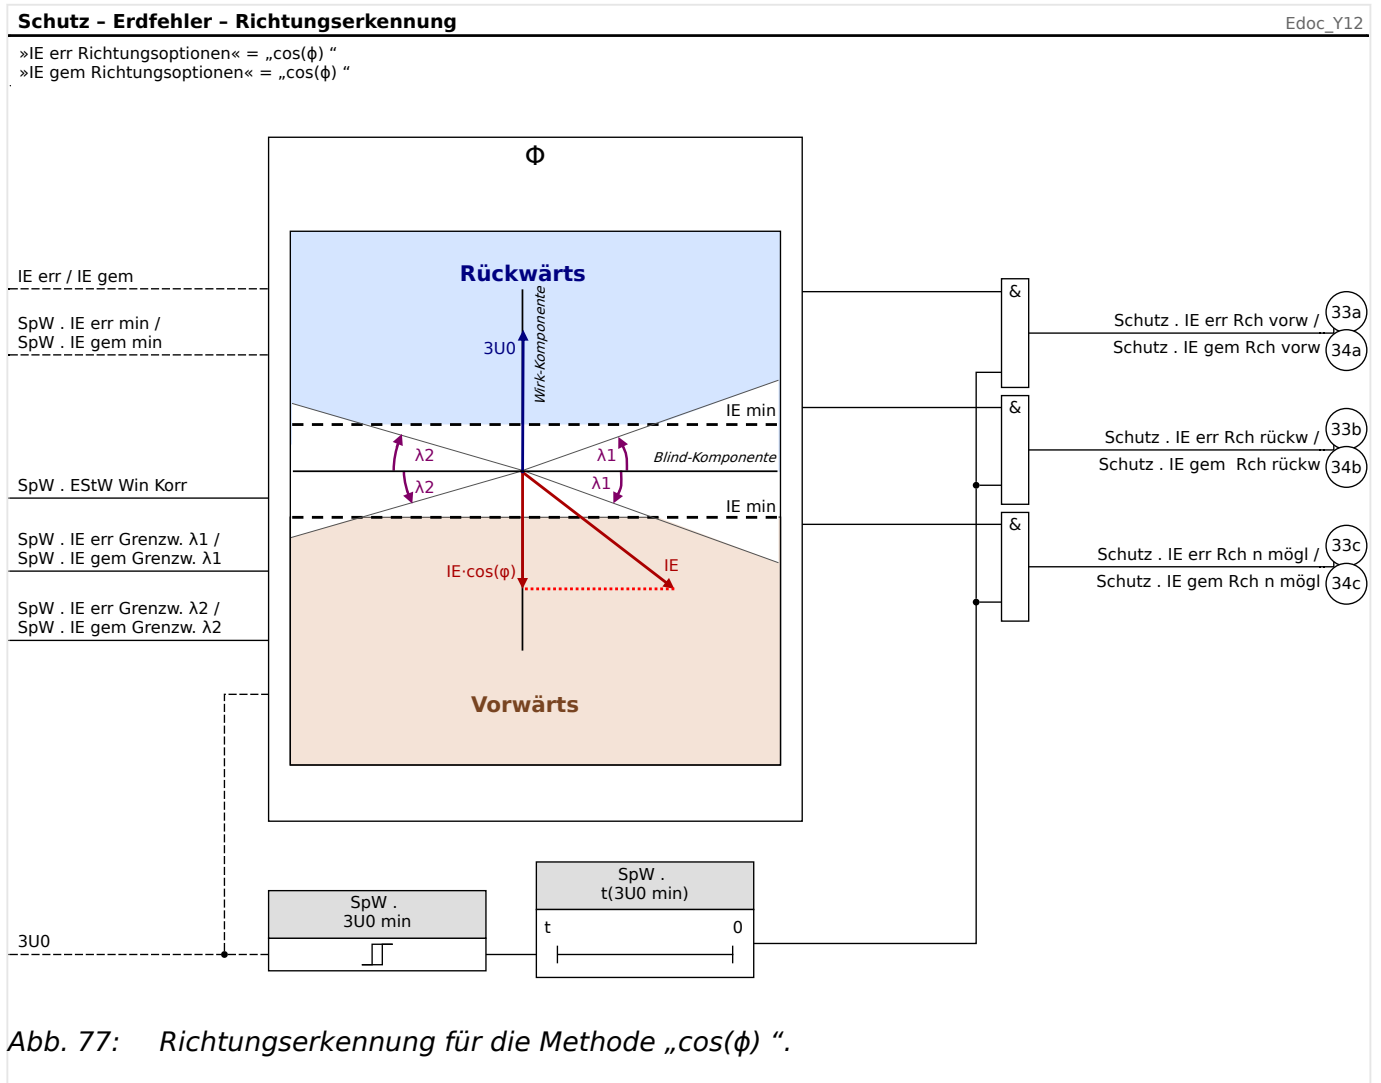 Schutz – Erdfehler – Richtungserkennung
Edoc_Y12
»IE err Richtungsoptionen« = „cos(ϕ) “
»IE gem Richtungsoptionen« = „cos(ϕ) “
Φ
Rückwärts
Wirk-Komponente
3U0
IE min
λ2
λ1
Blind-Komponente
λ2
λ1
IE min
IE·cos(φ)
IE
Vorwärts
IE err / IE gem
SpW . IE err min /
SpW . IE gem min
SpW . EStW Win Korr
SpW . IE err Grenzw. λ1 /
SpW . IE gem Grenzw. λ1
SpW . IE err Grenzw. λ2 /
SpW . IE gem Grenzw. λ2
3U0
SpW .
3U0 min
SpW .
t(3U0 min)
t 0
&
Schutz . IE err Rch vorw /
33a
Schutz . IE gem Rch vorw
34a
&
Schutz . IE err Rch rückw /
33b
Schutz . IE gem  Rch rückw
34b
&
Schutz . IE err Rch n mögl /
33c
Schutz . IE gem Rch n mögl
34c
Abb. 77: Richtungserkennung für die Methode „cos(ϕ) “.